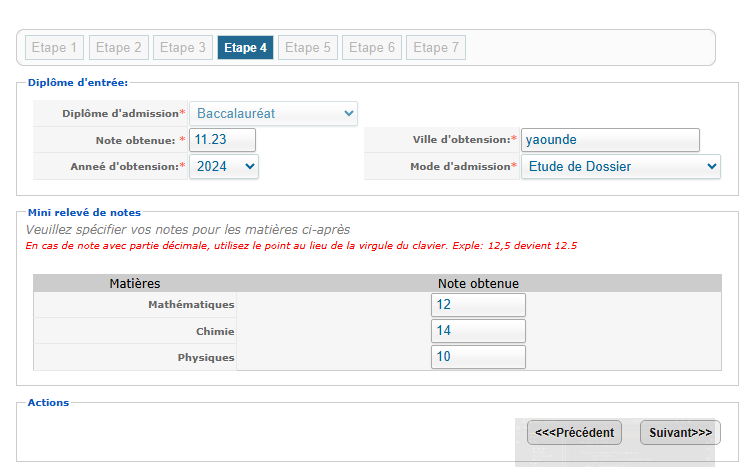 Etape 1 Etape 2 Etape 3 Etape 4 Etape 5 Etape 6 Etape 7
Diplôme d'entrée:
Diplôme d'admission* Baccalauréat
Note obtenue: * 11.23 Ville d'obtension:* yaounde
Anneé d'obtension:* 2024 Mode d'admission* Etude de Dossier
Mini relevé de notes
Veuillez spécifier vos notes pour les matières ci-après
En cas de note avec partie décimale, utilisez le point au lieu de la virgule du clavier. Exple: 12,5 devient 12.5
Matières Note obtenue
Mathématiques 12
Chimie 14
Physiques 10
Actions
<<<Précédent Suivant>>>